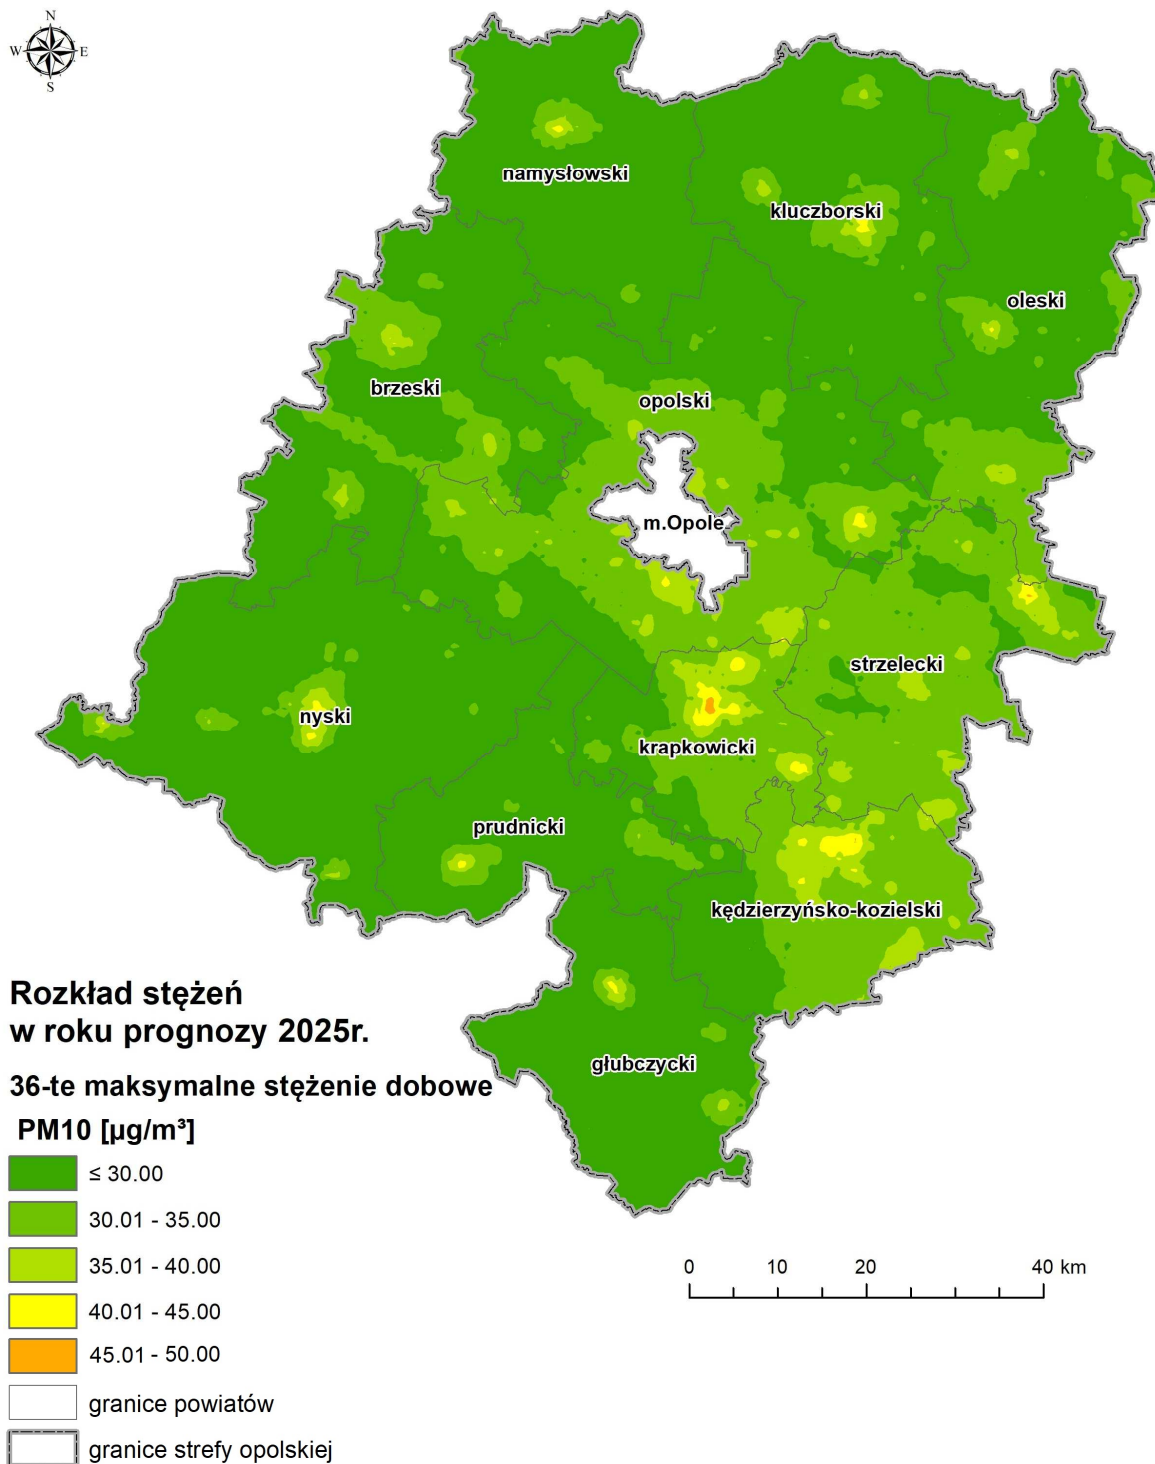 N
W E
S
namysłowski
kluczborski
oleski
brzeski
opolski
m.Opole
strzelecki
nyski
krapkowicki
prudnicki
kędzierzyńsko-kozielski
głubczycki
Rozkład stężeń
w roku prognozy 2025r.
36-te maksymalne stężenie dobowe
PM10 [µg/m³]
≤ 30.00
30.01 - 35.00
35.01 - 40.00
40.01 - 45.00
45.01 - 50.00
granice powiatów
granice strefy opolskiej
0 10 20 40 km